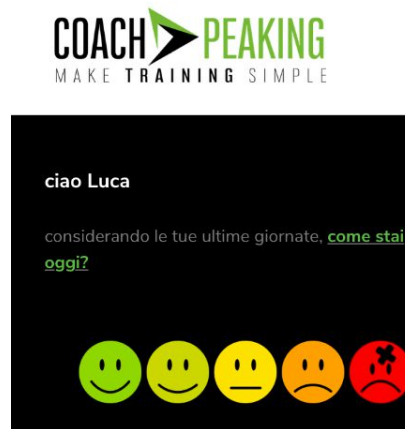 COACH PEAKING
MAKE TRAINING SIMPLE
ciao Luca
considerando le tue ultime giornate, come stai
oggi?